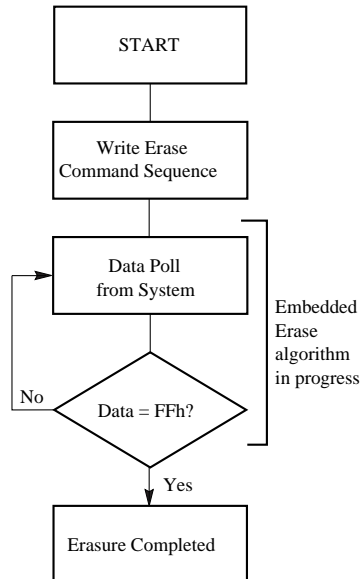 START
Write Erase
Command Sequence
Data Poll
from System
Embedded
Erase
algorithm
in progress
Data = FFh?
No
Yes
Erasure Completed